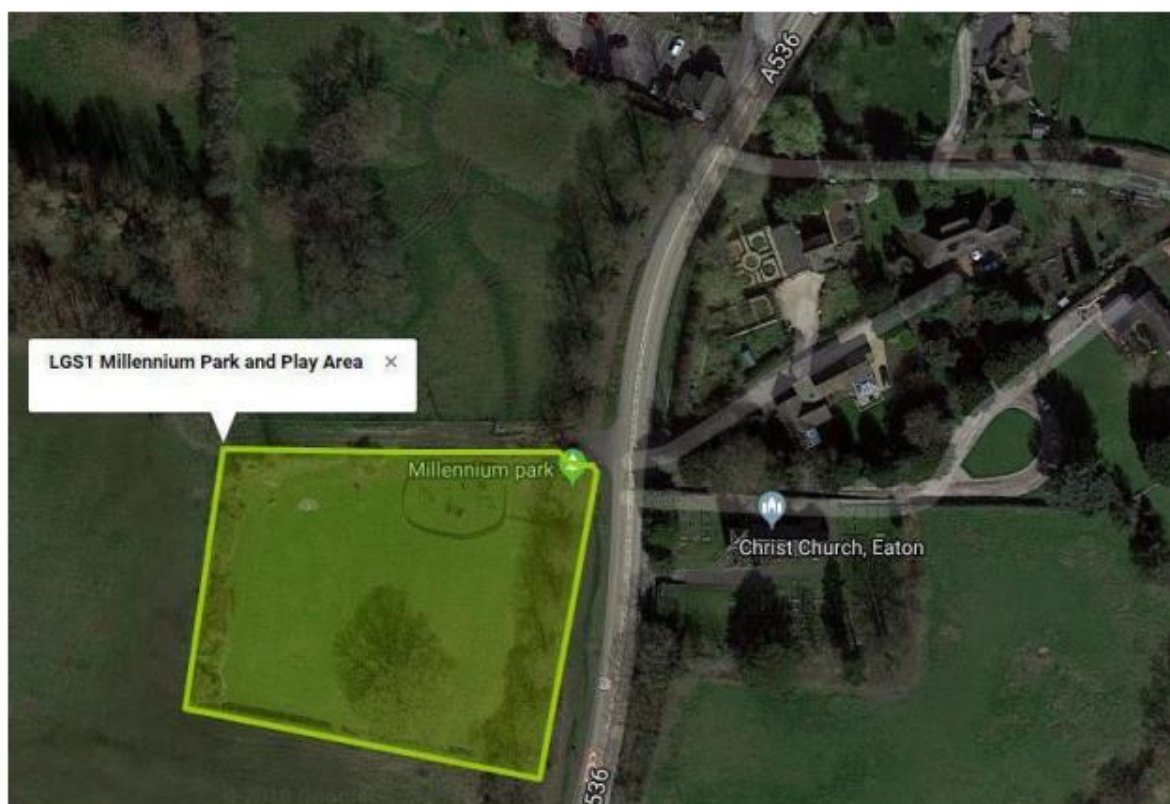 A536
LGS1 Millennium Park and Play Area ×
Millennium park
Christ Church, Eaton
536